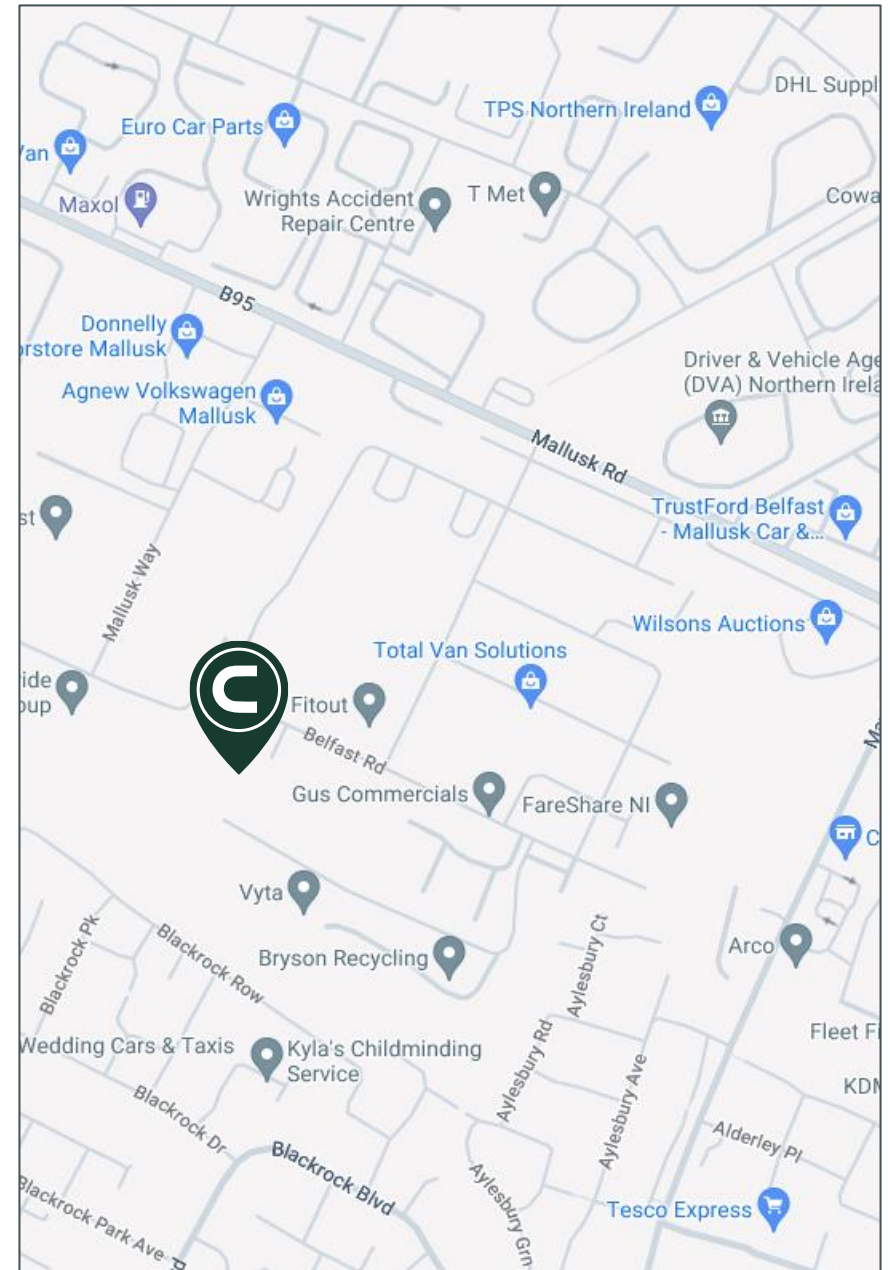 DHL Suppl
TPS Northern Ireland
Euro Car Parts
Van
Maxol
Wrights Accident
Repair Centre
T Met
Cowa
B95
Donnelly
orstore Mallusk
Driver & Vehicle Age
(DVA) Northern Irela
Agnew Volkswagen
Mallusk
Mallusk Rd
TrustFord Belfast
- Mallusk Car &...
st
Mallusk Way
Wilsons Auctions
Total Van Solutions
ide
oup
C
Fitout
Belfast Rd
Ma
Gus Commercials
FareShare NI
C
Vyta
Blackrock Pk
Blackrock Row
Bryson Recycling
Aylesbury Ct
Arco
Wedding Cars & Taxis
Kyla's Childminding
Service
Fleet Fi
Aylesbury Rd
Aylesbury Ave
KDM
Blackrock Dr
Alderley Pl
Blackrock Blvd
Aylesbury Grn
Blackrock Park Ave
Tesco Express